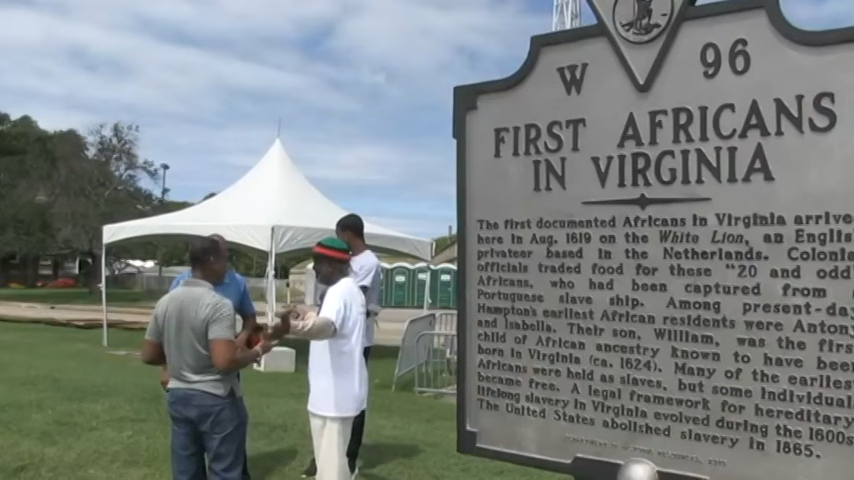 W 96
FIRST AFRICANS
IN VIRGINIA
The first documented Africans in Virginia arrive
here in Aug. 1619 on the White Lion, an Englis
privateer based in the Netherlands. Colonia
officials traded food for these "20 and odd
Africans, who had been captured from a
Portuguese slave ship. Among present-day
Hampton's earliest African residents were Anton
and Isabella. Their son, William, was the firs
child of African ancestry known to have been
born in Virginia (ca. 1624). Many of the earlies
Africans were held as slaves, but some individual
became free. A legal framework for hereditary
lifelong slavery in Virginia evolved during the 1600s
The United States abolished slavery in 1865.